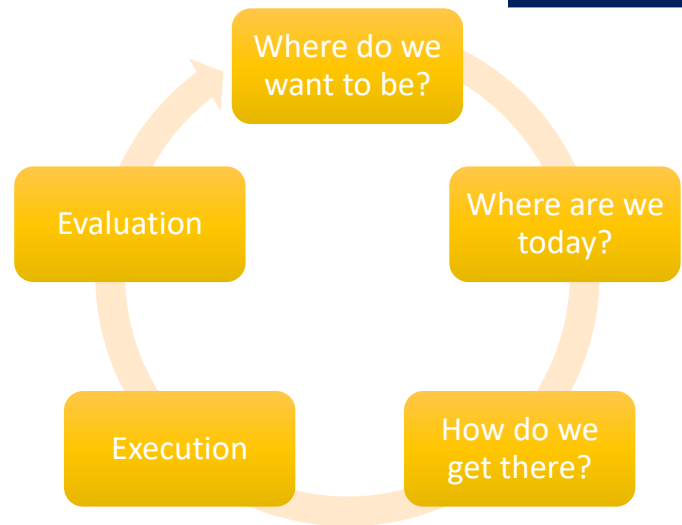 Where do we
want to be?
Where are we
today?
How do we
get there?
Execution
Evaluation